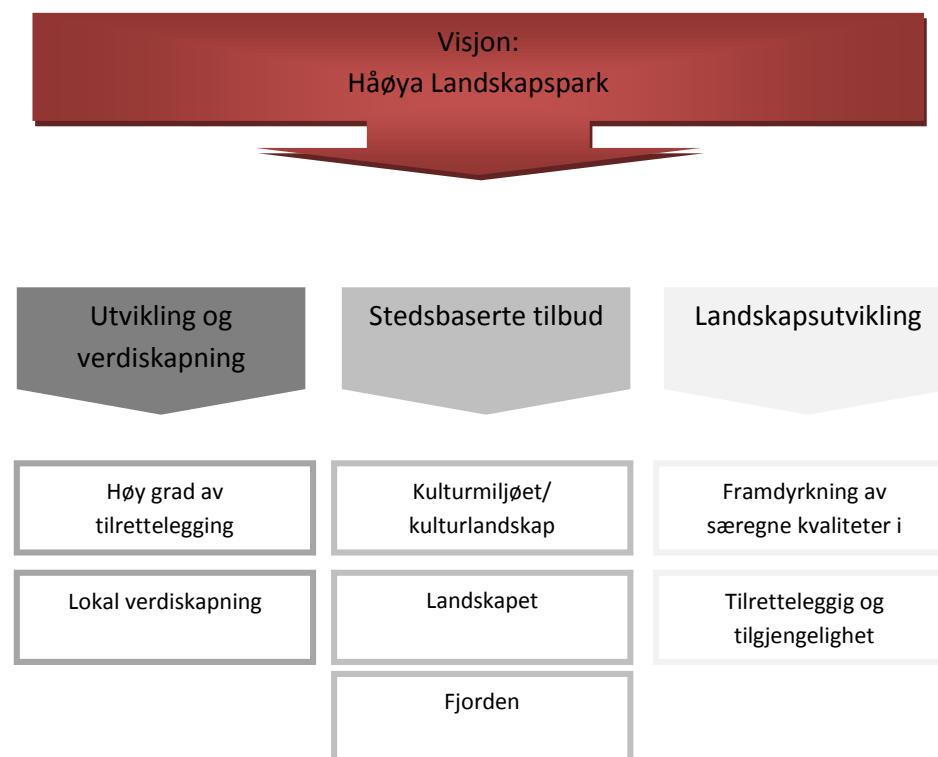 Visjon:
Håøya Landskapspark
Utvikling og
verdiskapning
Stedsbaserte tilbud
Landskapsutvikling
Høy grad av
tilrettelegging
Kulturmiljøet/
kulturlandskap
Framdyrkning av
særegne kvaliteter i
Lokal verdiskapning
Landskapet
Tilretteleggig og
tilgjengelighet
Fjorden